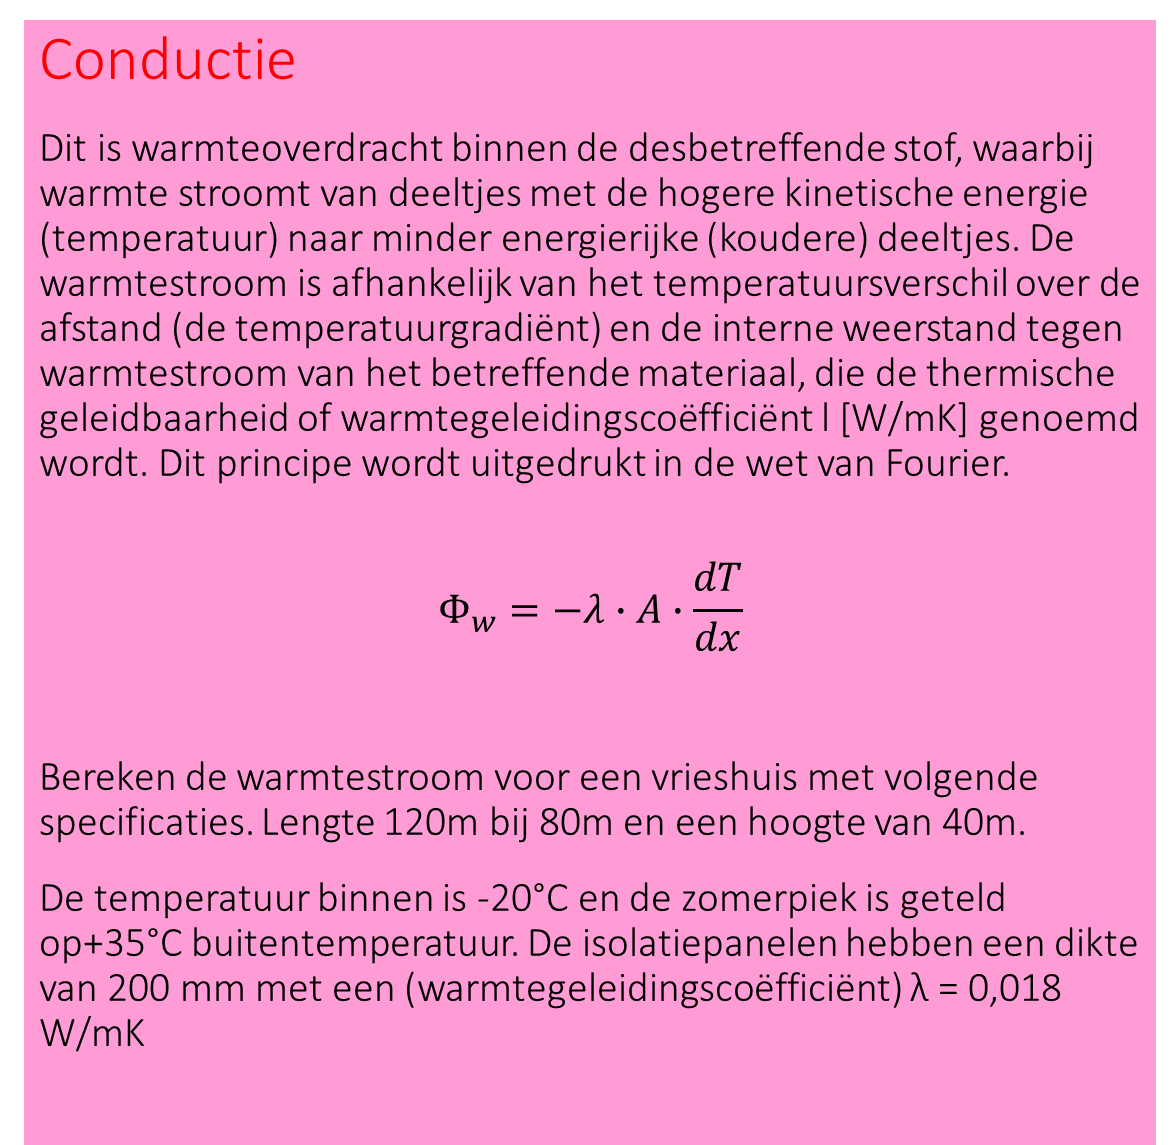 Conductie
Dit is warmteoverdracht binnen de desbetreffende stof, waarbij
warmte stroomt van deeltjes met de hogere kinetische energie
(temperatuur) naar minder energierijke (koudere) deeltjes. De
warmtestroom is afhankelijk van het temperatuursverschil over de
afstand (de temperatuurgradiënt) en de interne weerstand tegen
warmtestroom van het betreffende materiaal, die de thermische
geleidbaarheid of warmtegeleidingscoëfficiënt l [W/mK] genoemd
wordt. Dit principe wordt uitgedrukt in de wet van Fourier.
Φ_w = −λ · A · dT/dx
Bereken de warmtestroom voor een vrieshuis met volgende
specificaties. Lengte 120m bij 80m en een hoogte van 40m.
De temperatuur binnen is -20°C en de zomerpiek is geteld
op+35°C buitentemperatuur. De isolatiepanelen hebben een dikte
van 200 mm met een (warmtegeleidingscoëfficiënt) λ = 0,018
W/mK